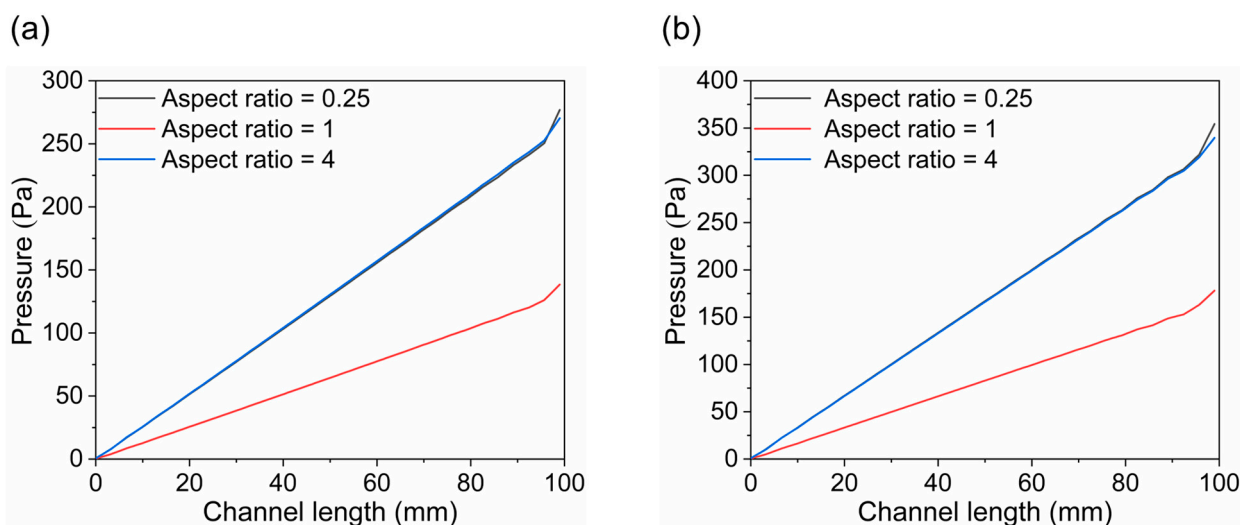 (a)
300
250
200
150
100
50
0
Pressure (Pa)
Aspect ratio = 0.25
Aspect ratio = 1
Aspect ratio = 4
0 20 40 60 80 100
Channel length (mm)
(b)
400
350
300
250
200
150
100
50
0
Pressure (Pa)
Aspect ratio = 0.25
Aspect ratio = 1
Aspect ratio = 4
0 20 40 60 80 100
Channel length (mm)